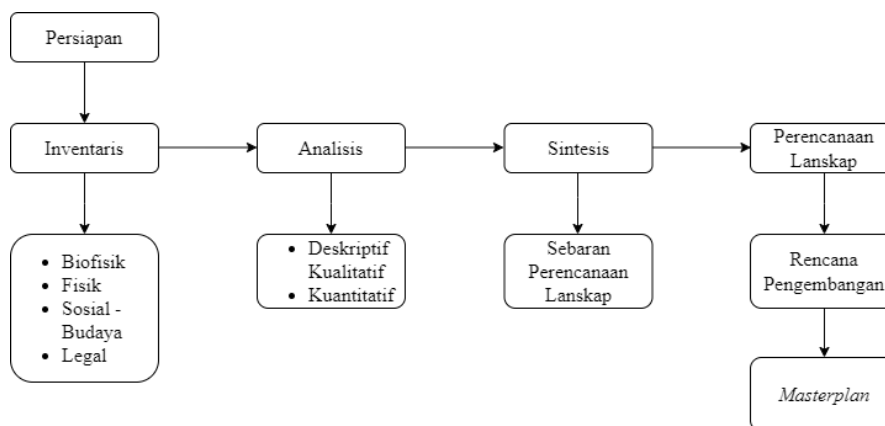 Persiapan
Inventaris
Analisis
Sintesis
Perencanaan
Lanskap
• Biofisik
• Fisik
• Sosial -
Budaya
• Legal
• Deskriptif
Kualitatif
• Kuantitatif
Sebaran
Perencanaan
Lanskap
Rencana
Pengembangan
Masterplan